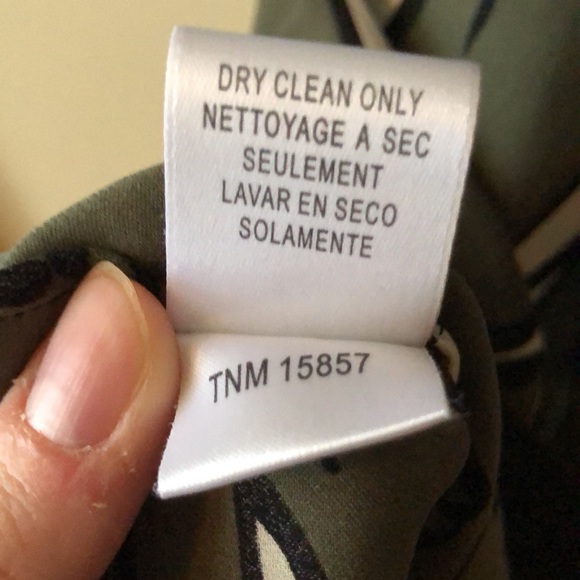 DRY CLEAN ONLY
NETTOYAGE A SEC
SEULEMENT
LAVAR EN SECO
SOLAMENTE
TNM 15857